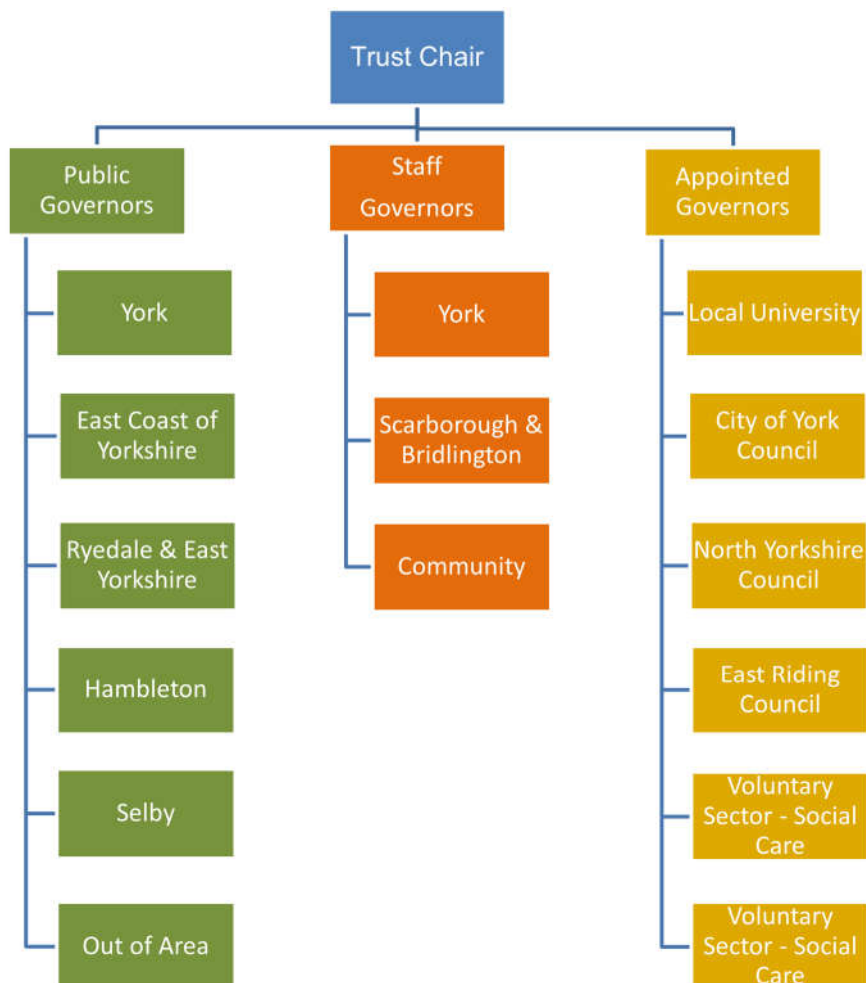 Trust Chair
Public
Governors
York
East Coast of
Yorkshire
Ryedale & East
Yorkshire
Hambleton
Selby
Out of Area
Staff
Governors
York
Scarborough &
Bridlington
Community
Appointed
Governors
Local University
City of York
Council
North Yorkshire
Council
East Riding
Council
Voluntary
Sector - Social
Care
Voluntary
Sector - Social
Care